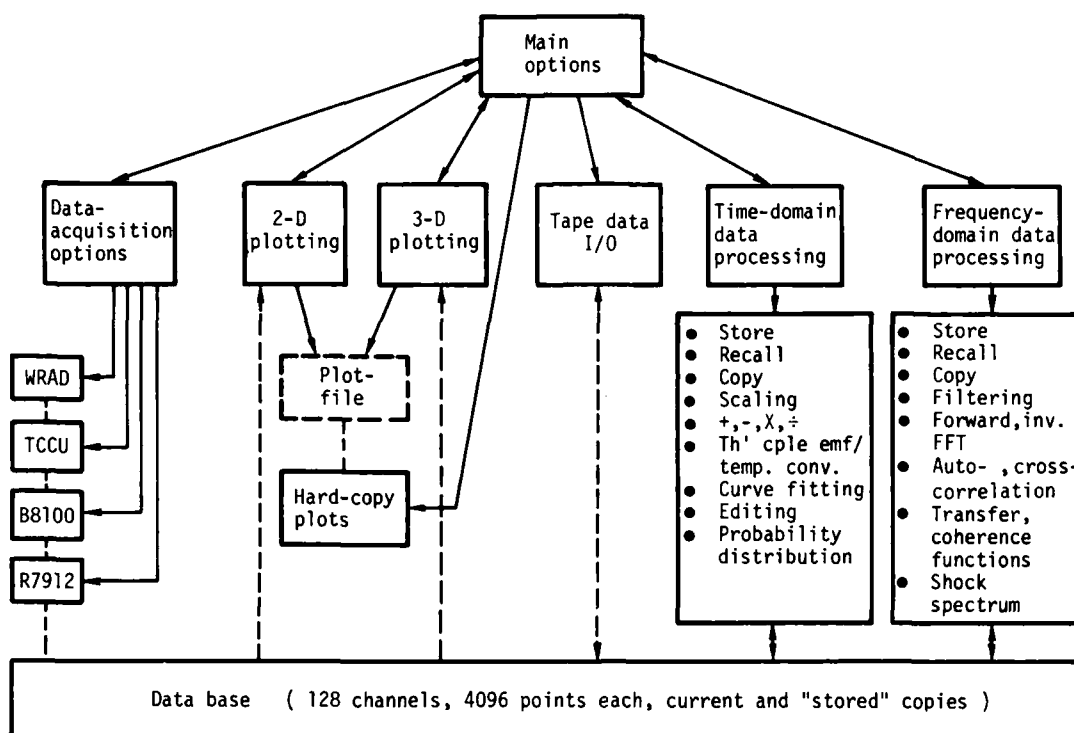 Main
options
Data-
acquisition
options
2-D
plotting
3-D
plotting
Tape data
I/O
Time-domain
data
processing
Frequency-
domain data
processing
WRAD
TCCU
B8100
R7912
Plot-
file
Hard-copy
plots
● Store
● Recall
● Copy
● Scaling
● +,-,X,÷
● Th' cple emf/
temp. conv.
● Curve fitting
● Editing
● Probability
distribution
● Store
● Recall
● Copy
● Filtering
● Forward,inv.
FFT
● Auto- ,cross-
correlation
● Transfer,
coherence
functions
● Shock
spectrum
Data base ( 128 channels, 4096 points each, current and "stored" copies )